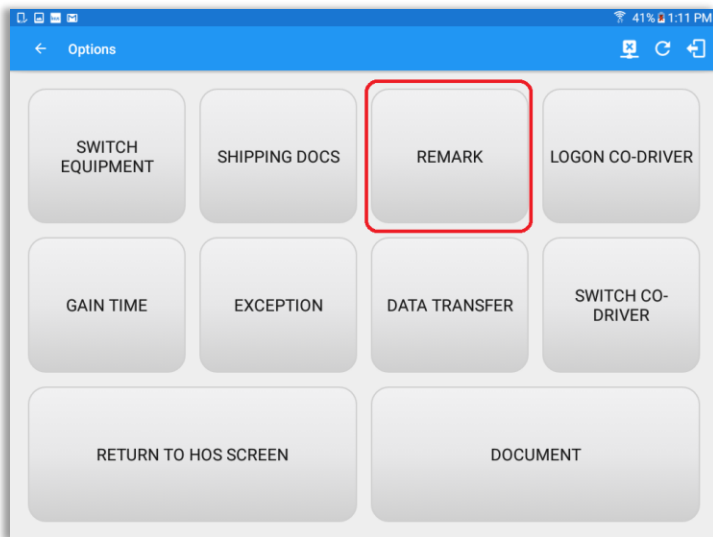 41% 1:11 PM
Options
SWITCH
EQUIPMENT
SHIPPING DOCS
REMARK
LOGON CO-DRIVER
GAIN TIME
EXCEPTION
DATA TRANSFER
SWITCH CO-
DRIVER
RETURN TO HOS SCREEN
DOCUMENT